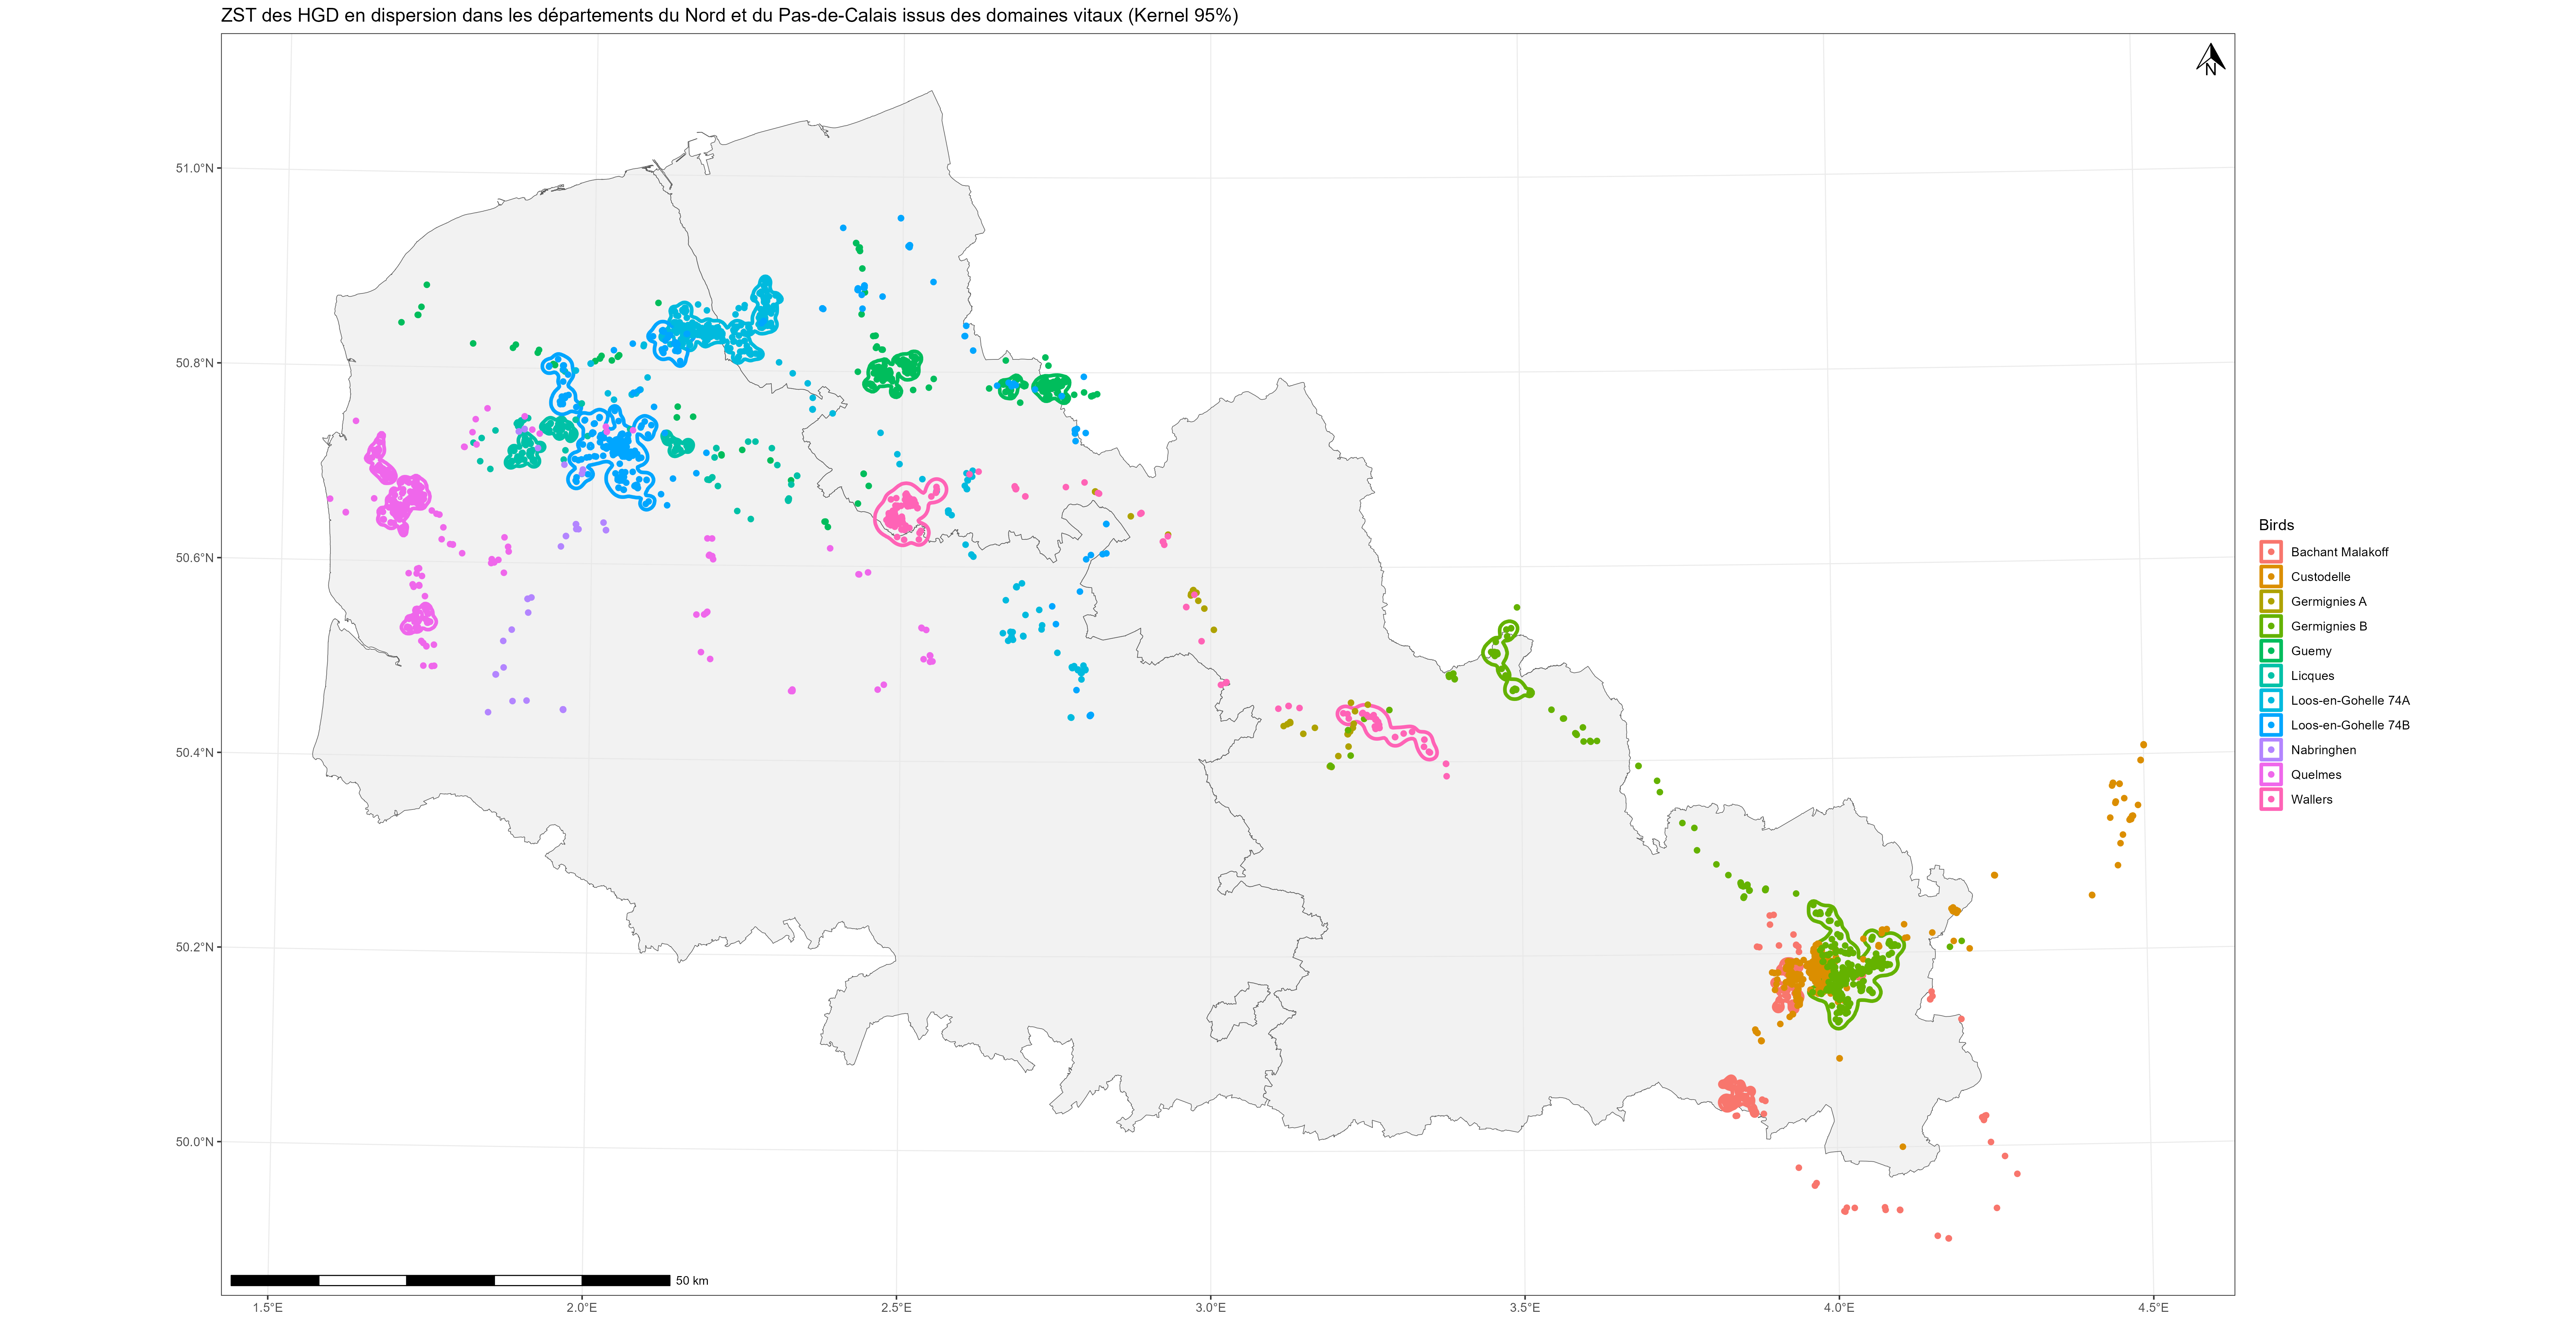 ZST des HGD en dispersion dans les départements du Nord et du Pas-de-Calais issus des domaines vitaux (Kernel 95%)
N
51.0°N
50.8°N
50.6°N
50.4°N
50.2°N
50.0°N
50 km
1.5°E
2.0°E
2.5°E
3.0°E
3.5°E
4.0°E
4.5°E
Birds
Bachant Malakoff
Custodelle
Germignies A
Germignies B
Guemy
Licques
Loos-en-Gohelle 74A
Loos-en-Gohelle 74B
Nabringhen
Quelmes
Wallers